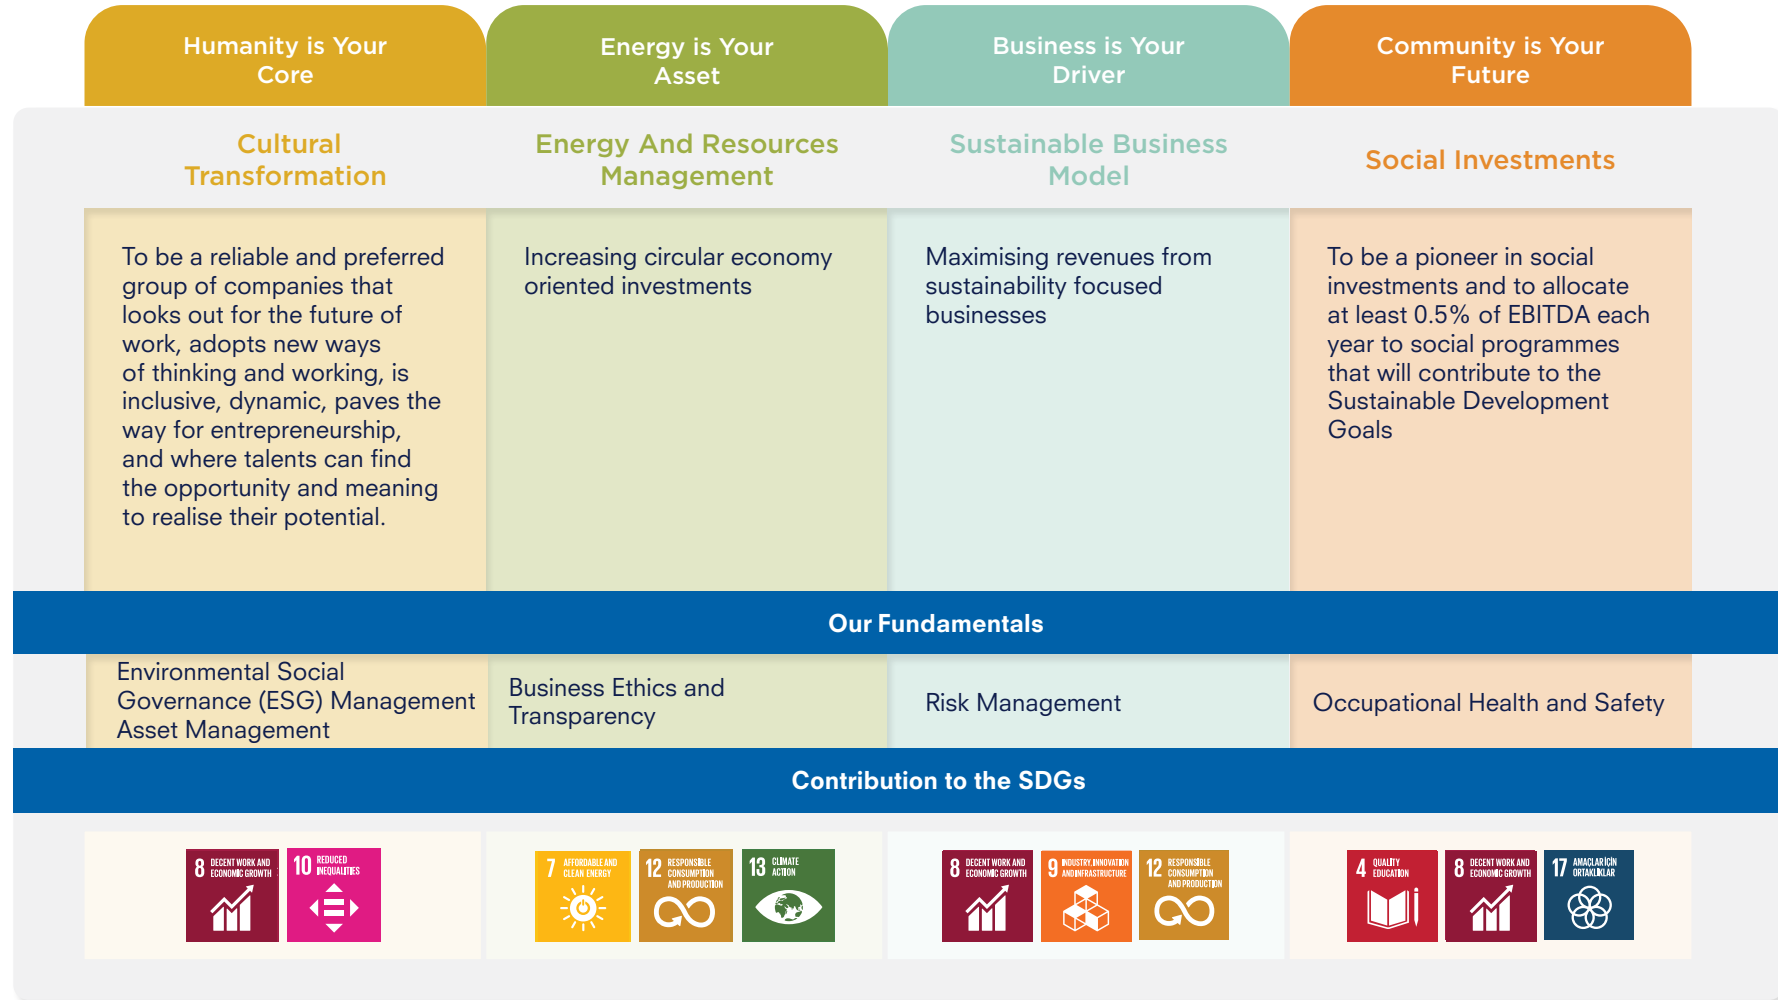 Humanity is Your
Core
Energy is Your
Asset
Business is Your
Driver
Community is Your
Future
Cultural
Transformation
Energy And Resources
Management
Sustainable Business
Model
Social Investments
To be a reliable and preferred
group of companies that
looks out for the future of
work, adopts new ways
of thinking and working, is
inclusive, dynamic, paves the
way for entrepreneurship,
and where talents can find
the opportunity and meaning
to realise their potential.
Increasing circular economy
oriented investments
Maximising revenues from
sustainability focused
businesses
To be a pioneer in social
investments and to allocate
at least 0.5% of EBITDA each
year to social programmes
that will contribute to the
Sustainable Development
Goals
Our Fundamentals
Environmental Social
Governance (ESG) Management
Asset Management
Business Ethics and
Transparency
Risk Management
Occupational Health and Safety
Contribution to the SDGs
8 DECENT WORK AND
ECONOMIC GROWTH
10 REDUCED
INEQUALITIES
7 AFFORDABLE AND
CLEAN ENERGY
12 RESPONSIBLE
CONSUMPTION
AND PRODUCTION
13 CLIMATE
ACTION
8 DECENT WORK AND
ECONOMIC GROWTH
9 INDUSTRY, INNOVATION
AND INFRASTRUCTURE
12 RESPONSIBLE
CONSUMPTION
AND PRODUCTION
4 QUALITY
EDUCATION
8 DECENT WORK AND
ECONOMIC GROWTH
17 AMAÇLAR İÇİN
ORTAKLIKLAR